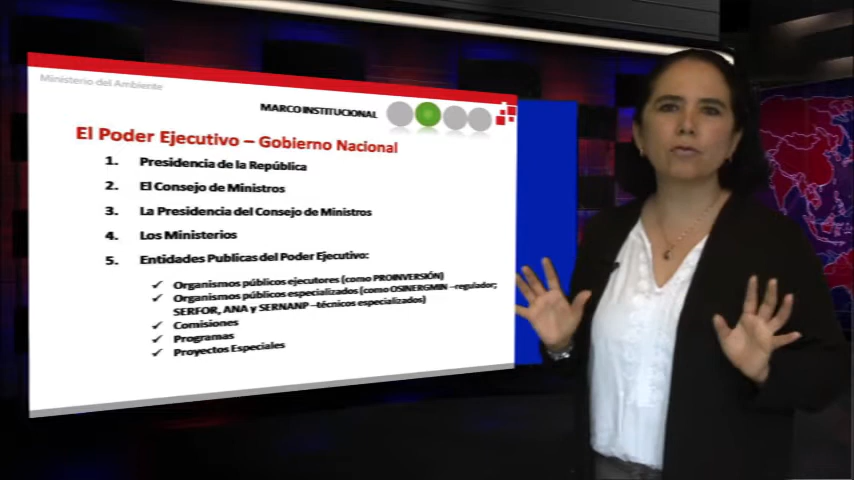 Ministerio del Ambiente
MARCO INSTITUCIONAL
El Poder Ejecutivo – Gobierno Nacional
1. Presidencia de la República
2. El Consejo de Ministros
3. La Presidencia del Consejo de Ministros
4. Los Ministerios
5. Entidades Publicas del Poder Ejecutivo:
✓ Organismos públicos ejecutores (como PROINVERSIÓN)
✓ Organismos públicos especializados (como OSINERGMIN –regulador;
SERFOR, ANA y SERNANP –técnicos especializados)
✓ Comisiones
✓ Programas
✓ Proyectos Especiales